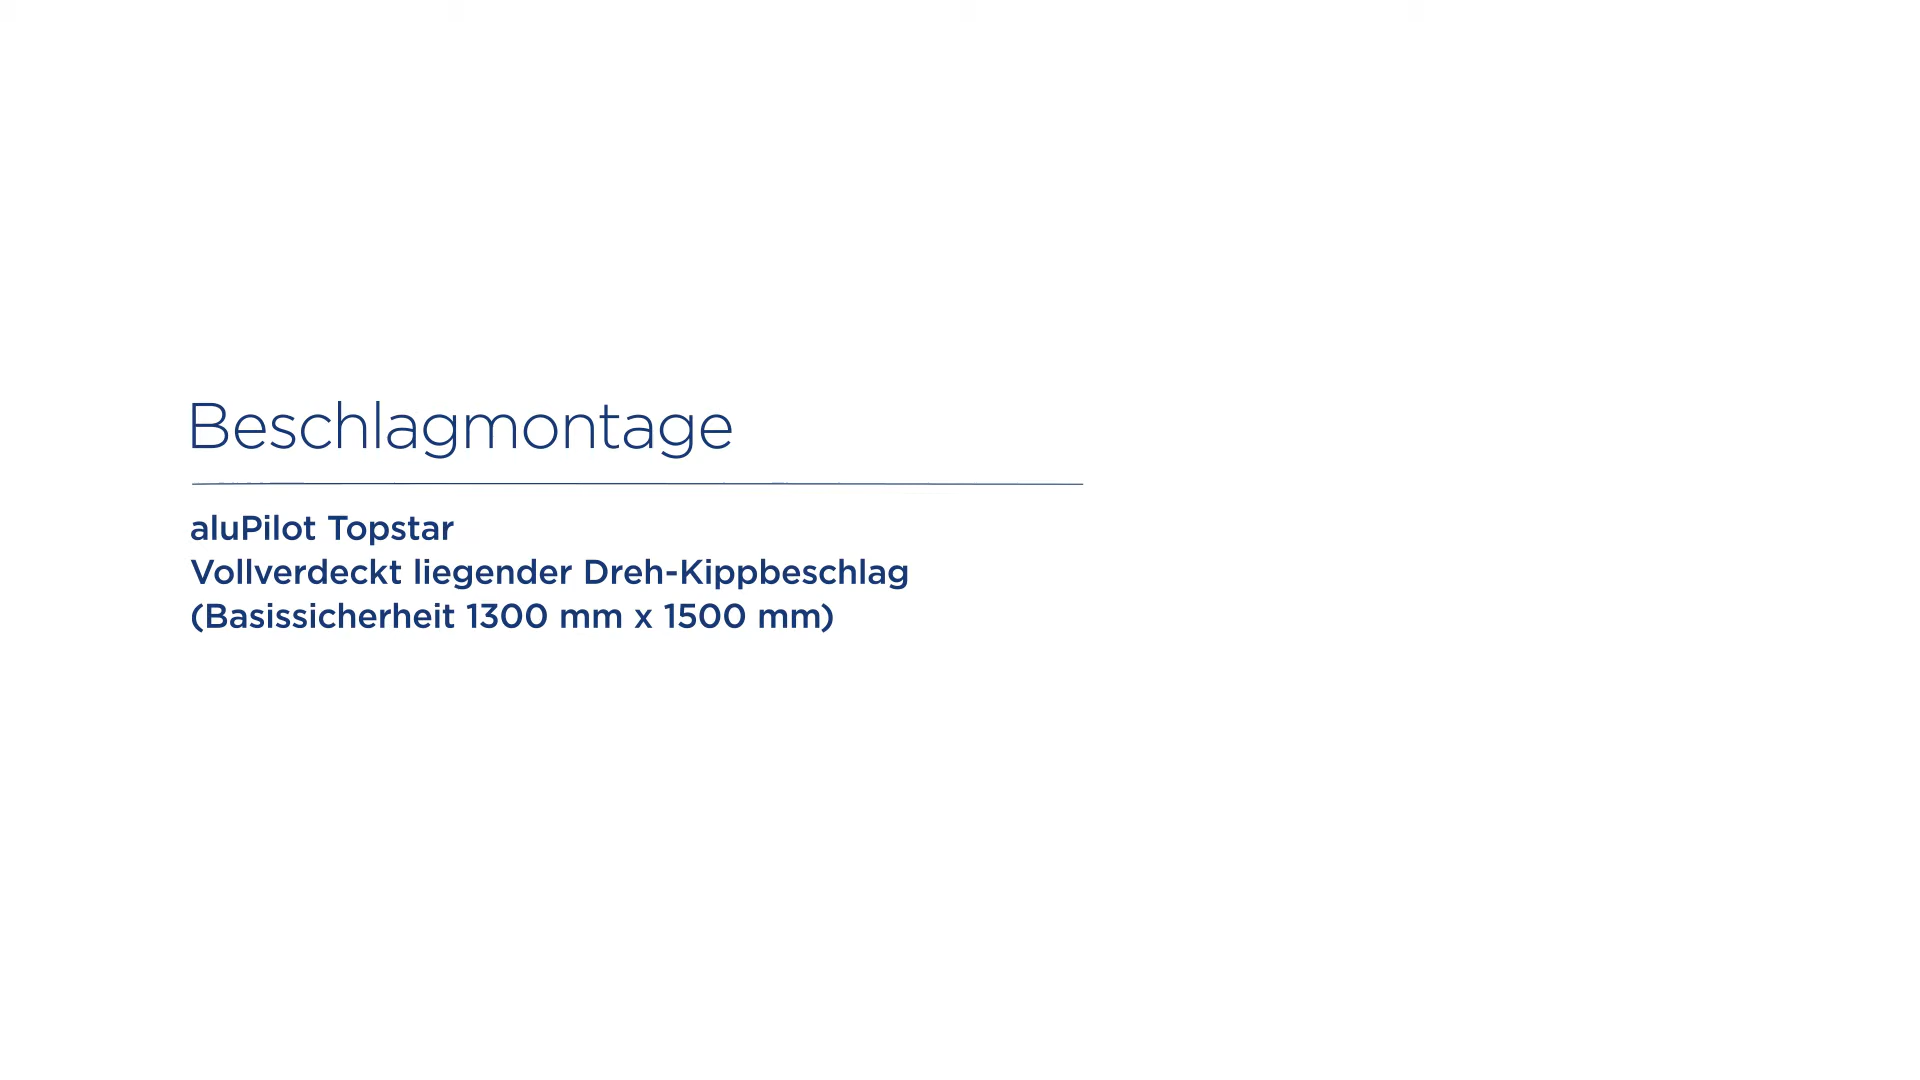 Beschlagmontage
aluPilot Topstar
Vollverdeckt liegender Dreh-Kippbeschlag
(Basissicherheit 1300 mm x 1500 mm)